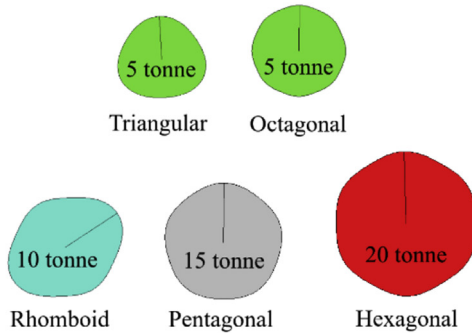 5 tonne
5 tonne
Triangular
Octagonal
10 tonne
15 tonne
20 tonne
Rhomboid
Pentagonal
Hexagonal